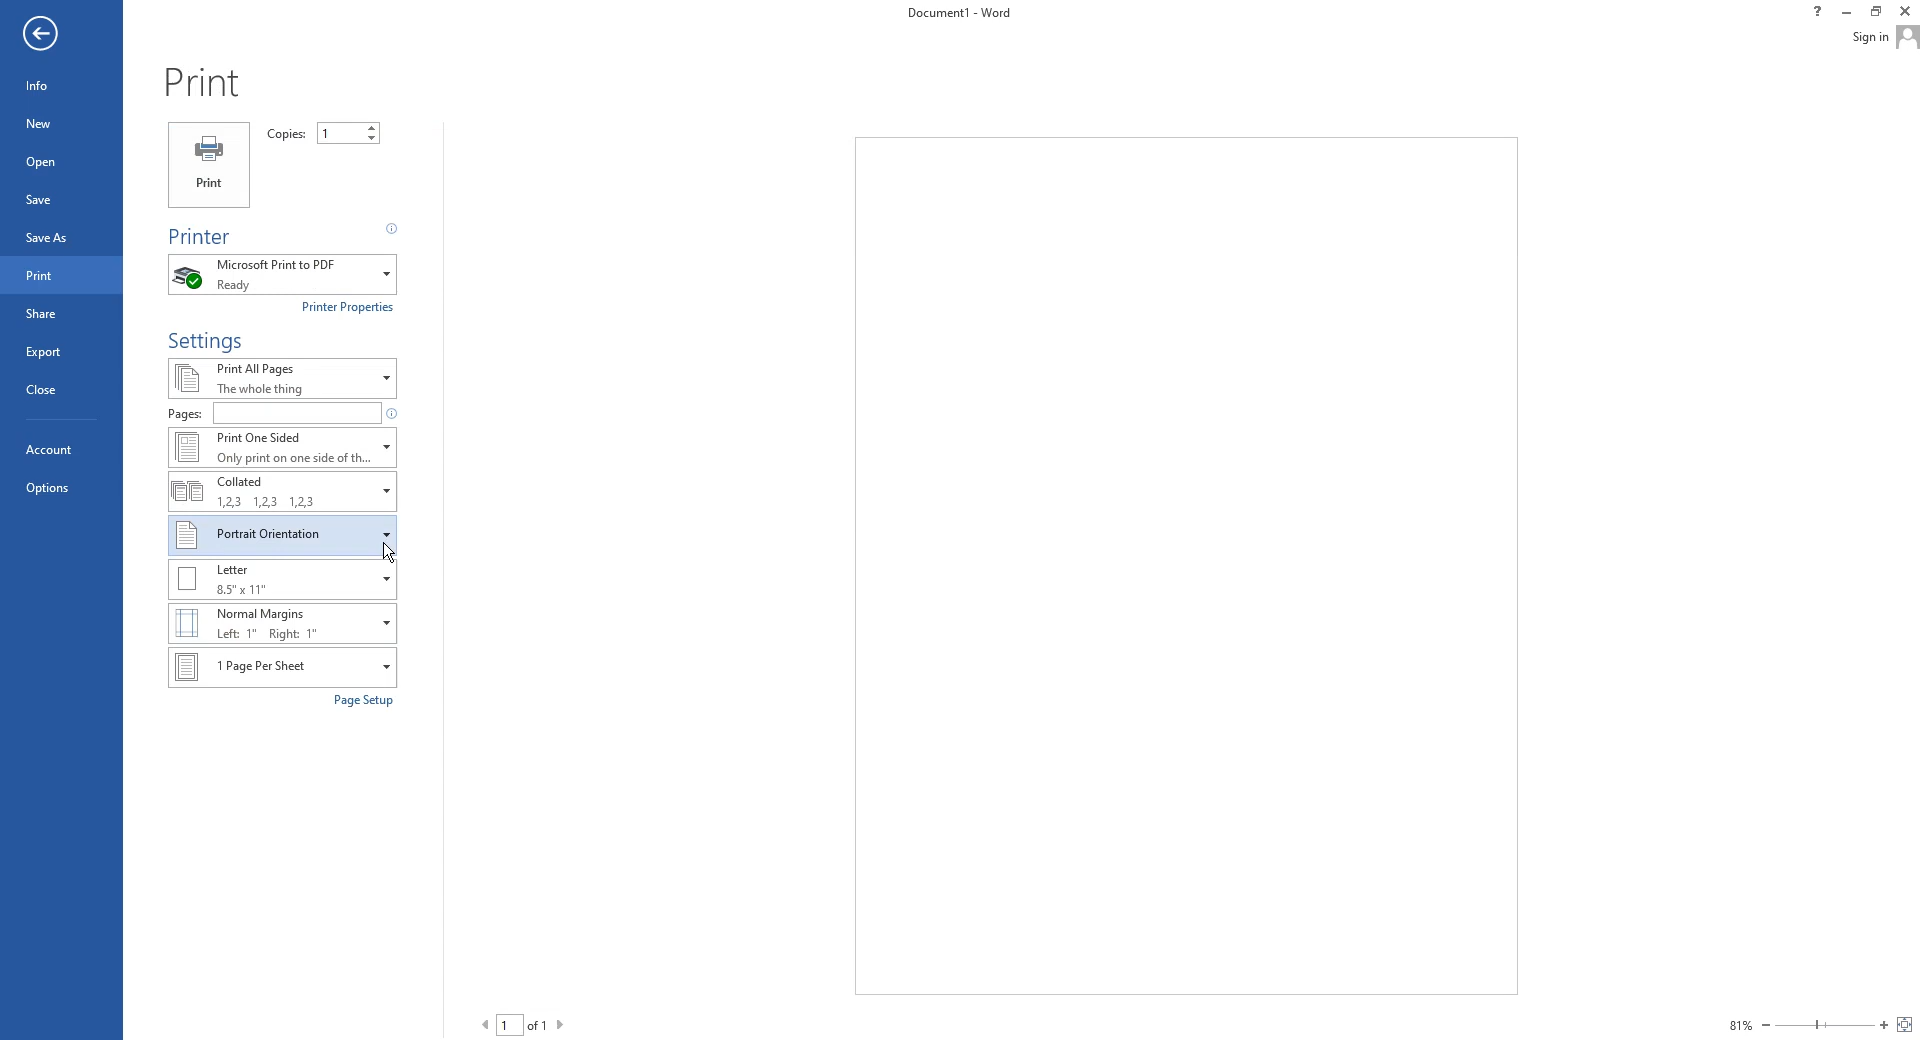 Document1 - Word
?
Sign in
Info
New
Open
Save
Save As
Print
Share
Export
Close
Account
Options
Print
Copies: 1
Print
Printer
Microsoft Print to PDF
Ready
Printer Properties
Settings
Print All Pages
The whole thing
Pages:
Print One Sided
Only print on one side of th...
Collated
1,2,3 1,2,3 1,2,3
Portrait Orientation
Letter
8.5" x 11"
Normal Margins
Left: 1" Right: 1"
1 Page Per Sheet
Page Setup
1 of 1
81%